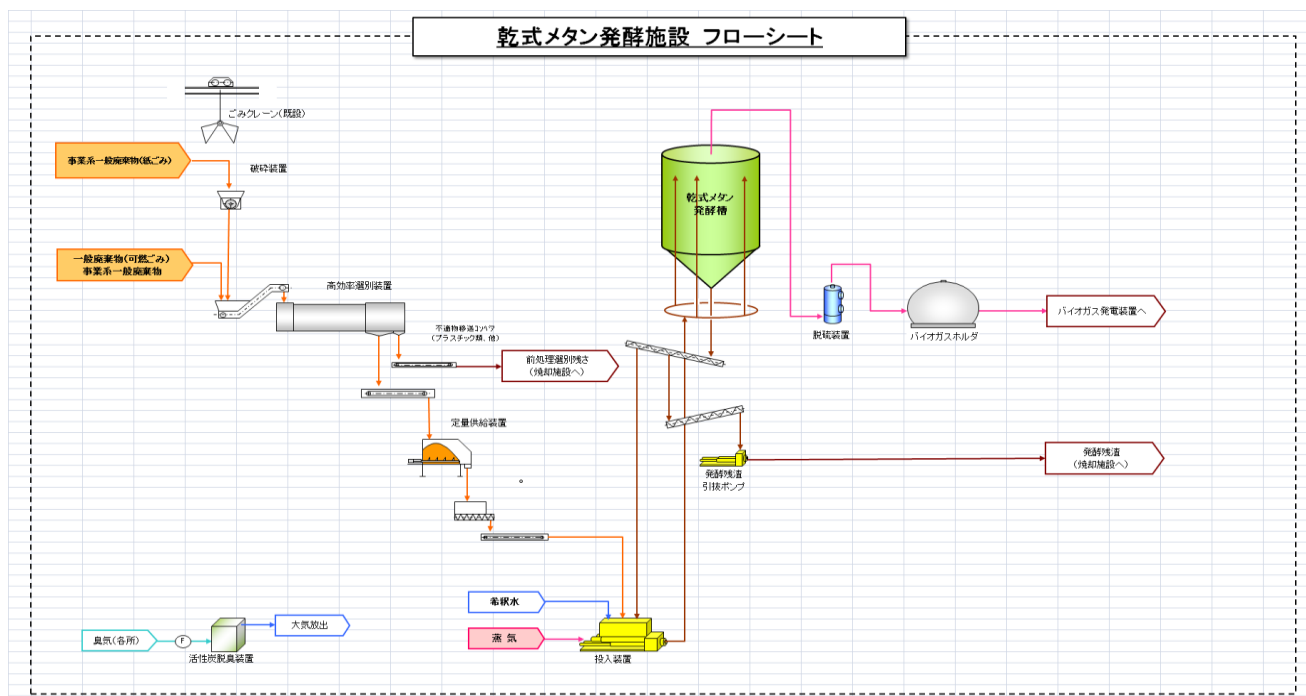 乾式メタン発酵施設 フローシート
ごみクレーン(既設)
事業系一般廃棄物(紙ごみ)
破砕装置
乾式メタン
発酵槽
一般廃棄物(可燃ごみ)
事業系一般廃棄物
高効率選別装置
不適物移送コンベヤ
(プラスチック類、他)
脱硫装置
バイオガスホルダ
バイオガス発電装置へ
前処理選別残さ
(焼却施設へ)
定量供給装置
発酵残渣
引抜ポンプ
発酵残渣
(焼却施設へ)
希釈水
蒸気
投入装置
臭気(各所)
F
活性炭脱臭装置
大気放出